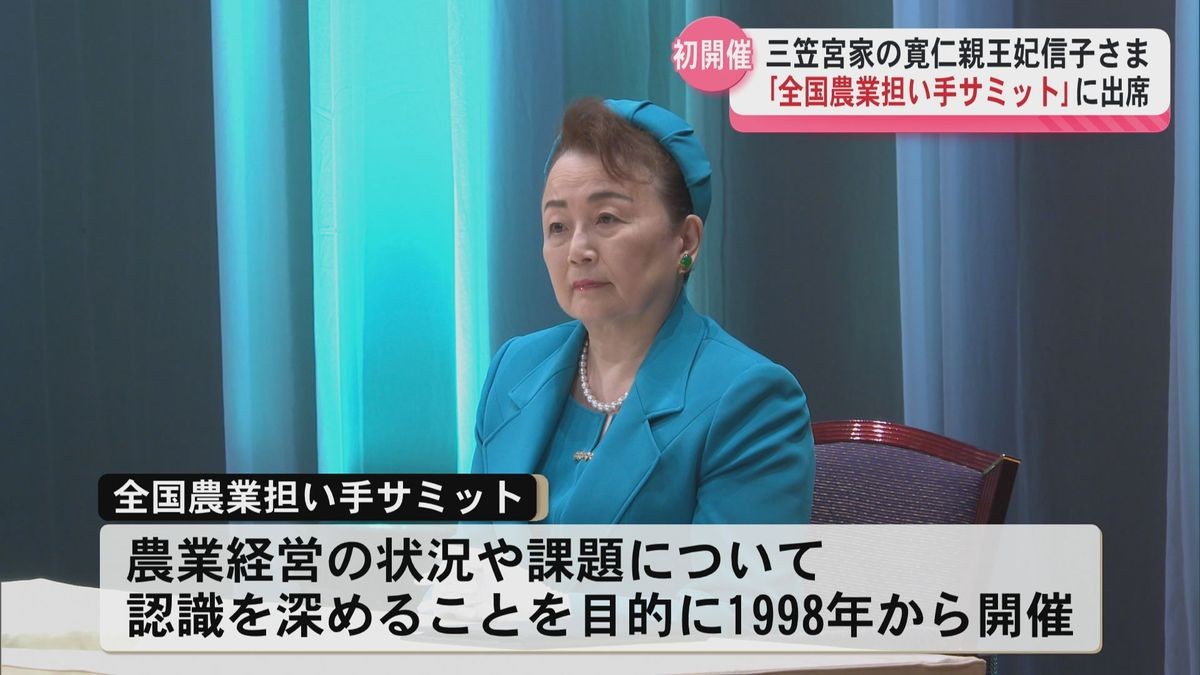 初開催
三笠宮家の寛仁親王妃信子さま
「全国農業担い手サミット」に出席
全国農業担い手サミット
農業経営の状況や課題について
認識を深めることを目的に1998年から開催